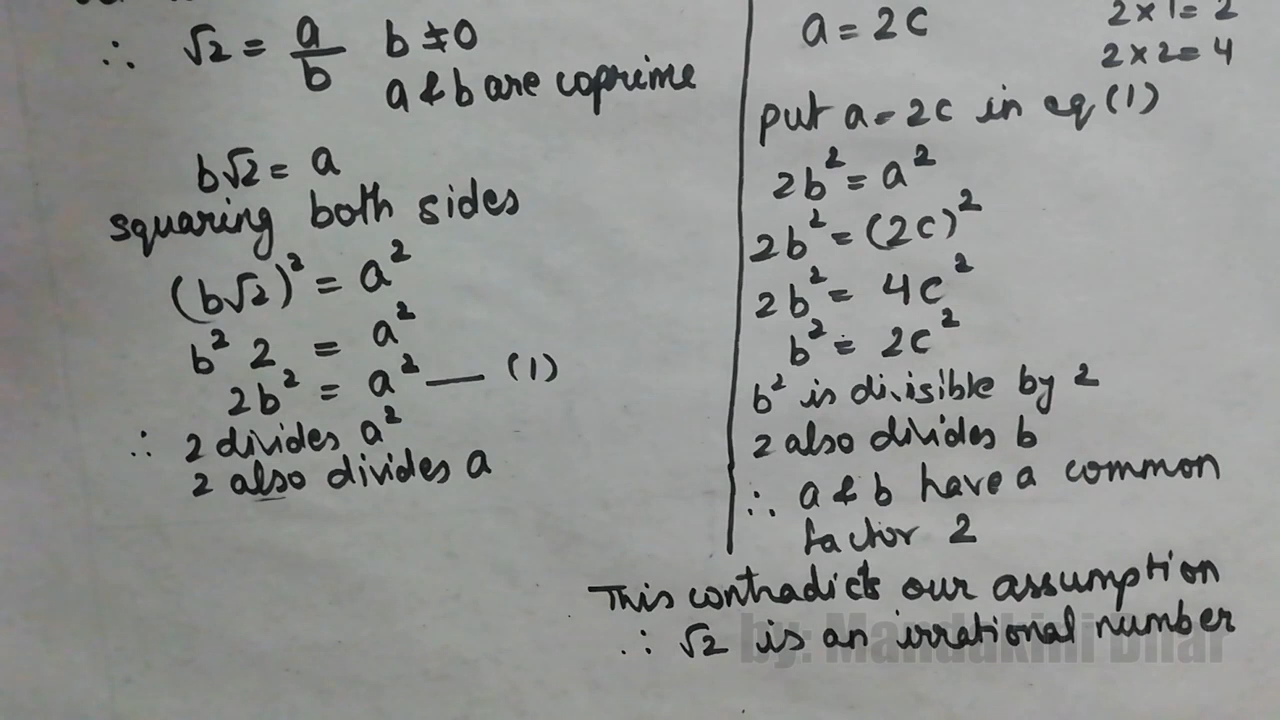 ∴ √2 = a/b b ≠ 0
a & b are coprime
b√2 = a
squaring both sides
(b√2)² = a²
b² 2 = a²
2b² = a² — (1)
∴ 2 divides a²
2 also divides a
a = 2c
2 × 1 = 2
2 × 2 = 4
put a = 2c in eq (1)
2b² = a²
2b² = (2c)²
2b² = 4c²
b² = 2c²
b² is divisible by 2
2 also divides b
∴ a & b have a common
factor 2
This contradicts our assumption
∴ √2 is an irrational number
by: Mandakini Dhar